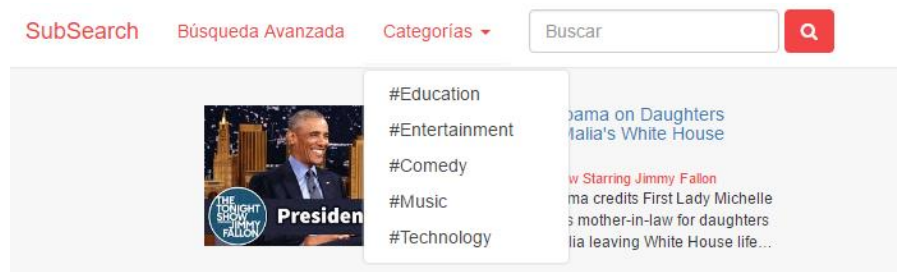 SubSearch Búsqueda Avanzada Categorías Buscar
#Education
#Entertainment
#Comedy
#Music
#Technology
THE
TONIGHT
SHOW
JIMMY
FALLON
Presiden
ama on Daughters
Malia's White House
w Starring Jimmy Fallon
ma credits First Lady Michelle
s mother-in-law for daughters
lia leaving White House life...